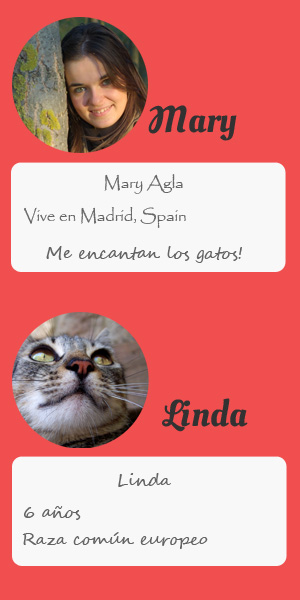 Mary
Mary Agla
Vive en Madrid, Spain
Me encantan los gatos!
Linda
Linda
6 años
Raza común europeo